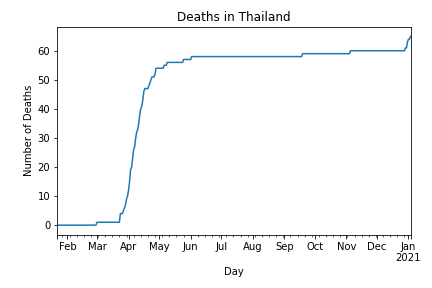 Deaths in Thailand
Number of Deaths
60
50
40
30
20
10
0
Feb Mar Apr May Jun Jul Aug Sep Oct Nov Dec Jan
2021
Day